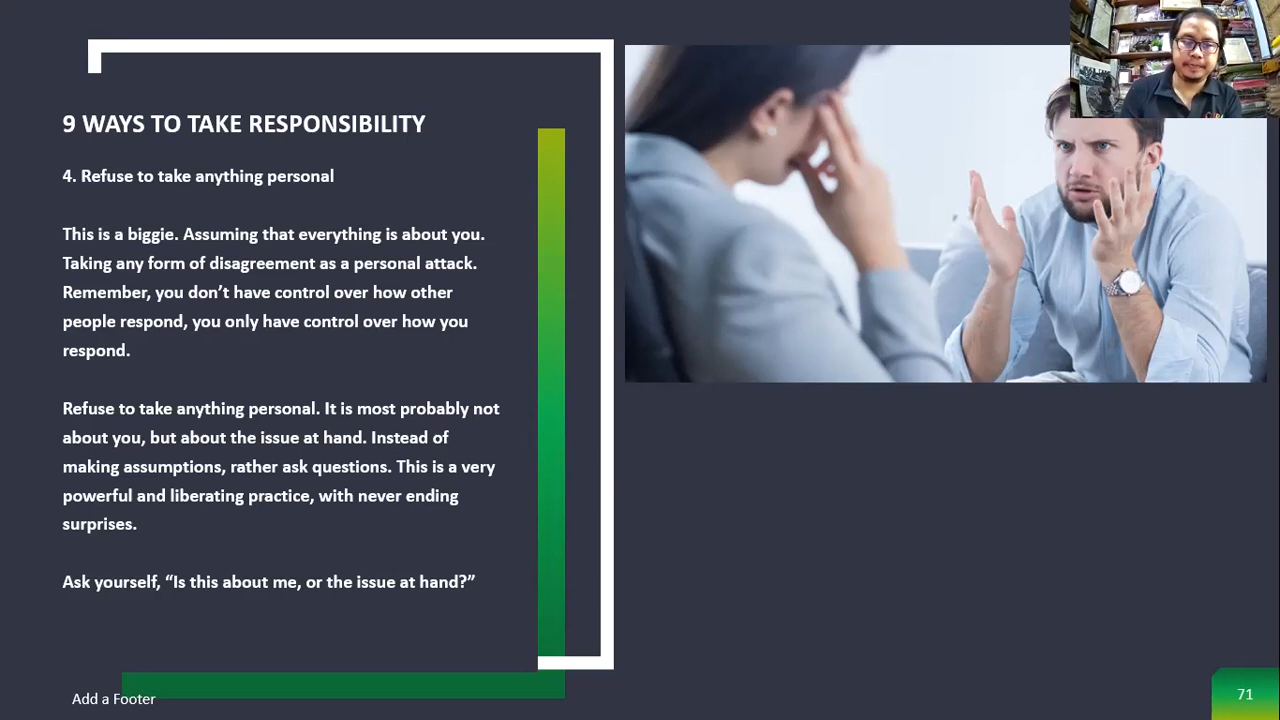 9 WAYS TO TAKE RESPONSIBILITY
4. Refuse to take anything personal
This is a biggie. Assuming that everything is about you.
Taking any form of disagreement as a personal attack.
Remember, you don’t have control over how other
people respond, you only have control over how you
respond.
Refuse to take anything personal. It is most probably not
about you, but about the issue at hand. Instead of
making assumptions, rather ask questions. This is a very
powerful and liberating practice, with never ending
surprises.
Ask yourself, “Is this about me, or the issue at hand?”
Add a Footer
71